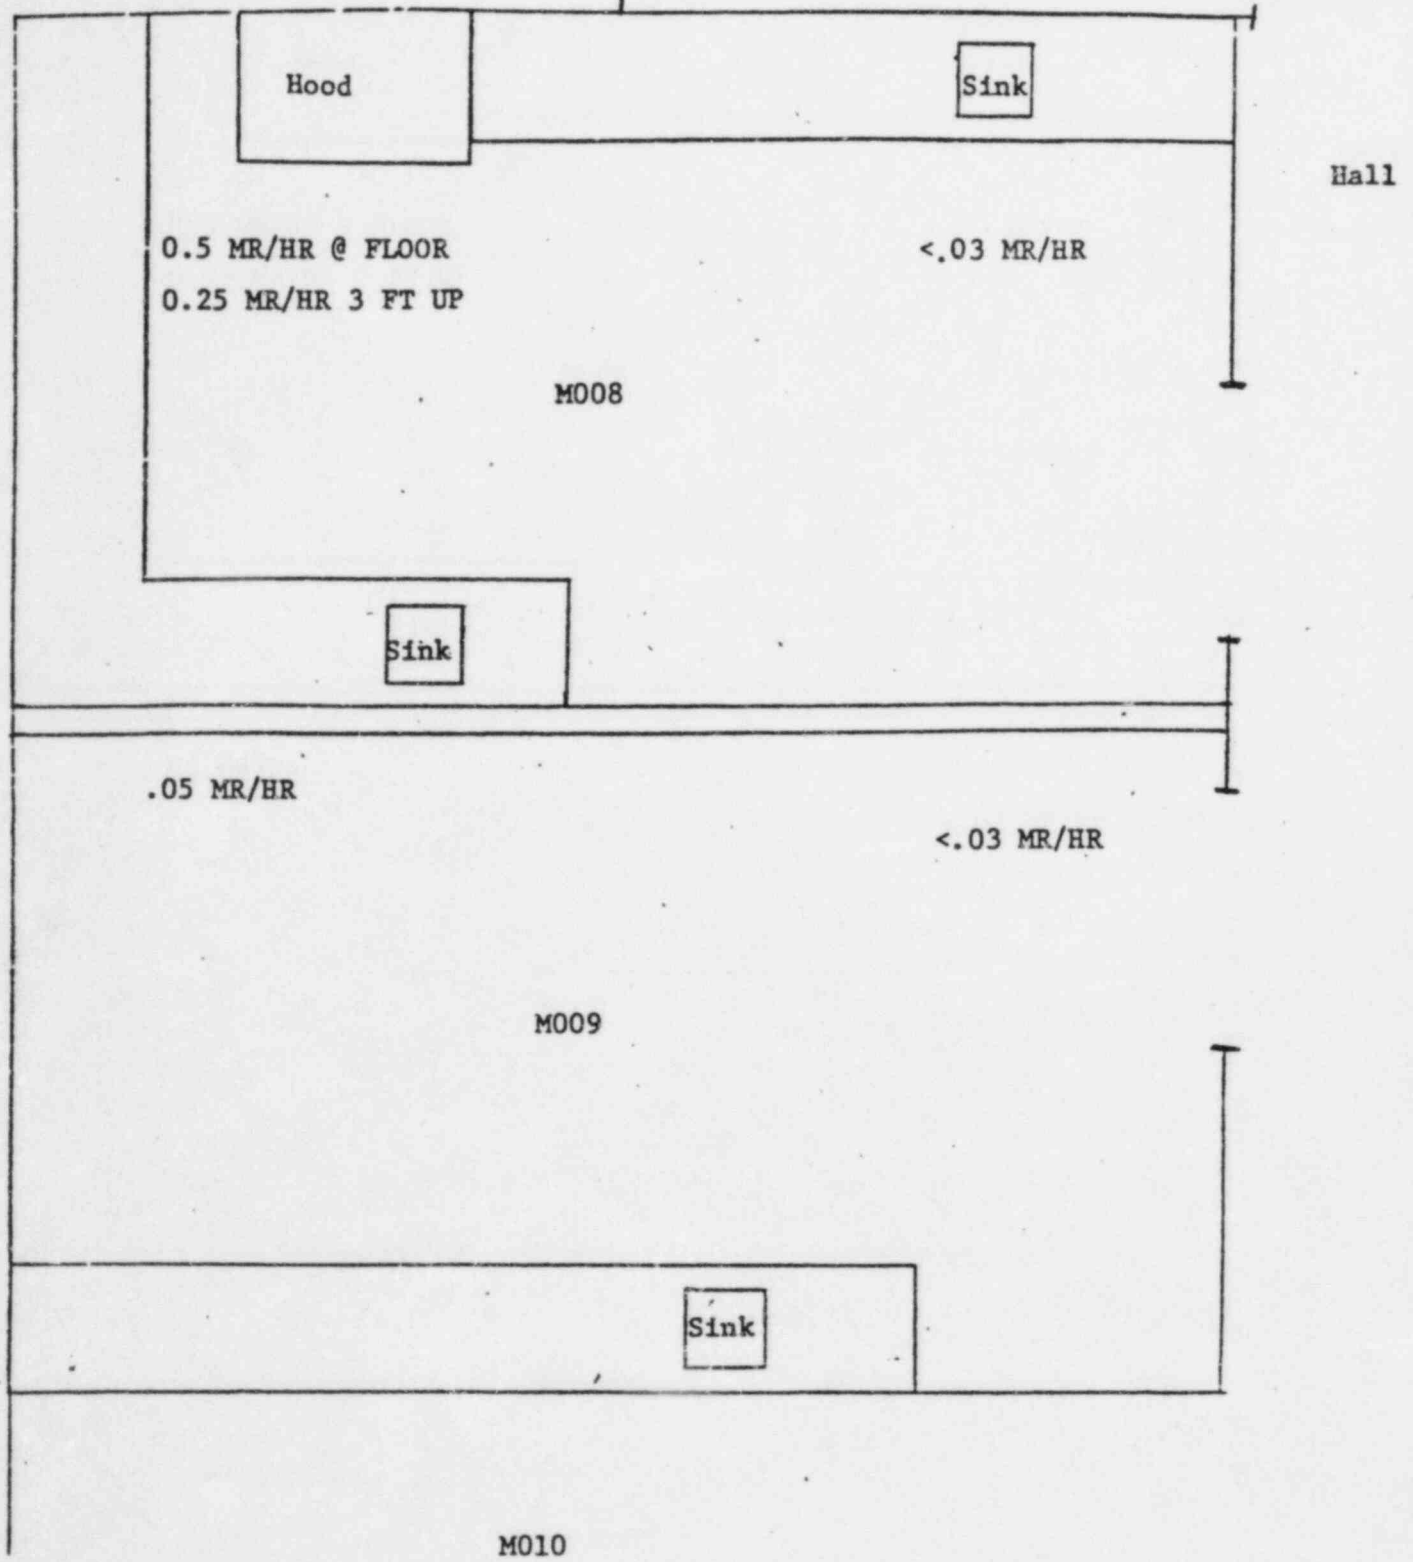 Hood
Sink
Hall
0.5 MR/HR @ FLOOR
0.25 MR/HR 3 FT UP
<.03 MR/HR
M008
Sink
.05 MR/HR
<.03 MR/HR
M009
Sink
M010